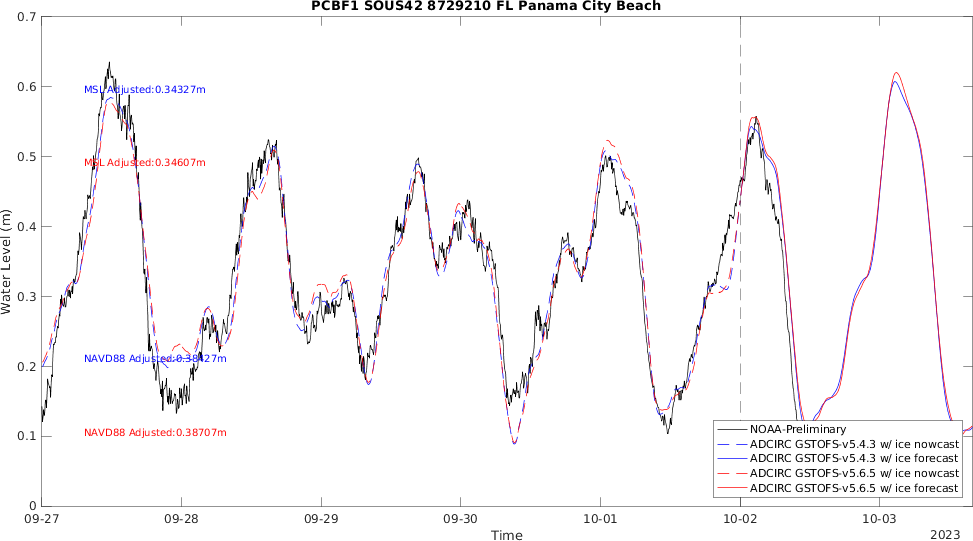 PCBF1 SOUS42 8729210 FL Panama City Beach
0.7
0.6
0.5
0.4
0.3
0.2
0.1
0
Water Level (m)
MSL Adjusted:0.34327m
MSL Adjusted:0.34607m
NAVD88 Adjusted:0.38427m
NAVD88 Adjusted:0.38707m
NOAA-Preliminary
ADCIRC GSTOFS-v5.4.3 w/ ice nowcast
ADCIRC GSTOFS-v5.4.3 w/ ice forecast
ADCIRC GSTOFS-v5.6.5 w/ ice nowcast
ADCIRC GSTOFS-v5.6.5 w/ ice forecast
09-27 09-28 09-29 09-30 10-01 10-02 10-03
Time
2023